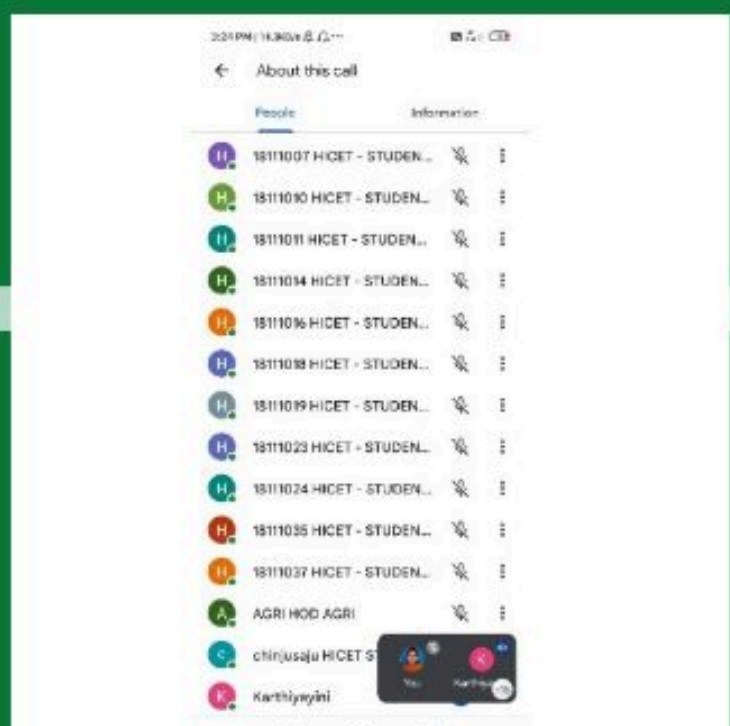 About this call
People Information
18111007 HICET - STUDEN...
18111010 HICET - STUDEN...
18111011 HICET - STUDEN...
18111014 HICET - STUDEN...
18111016 HICET - STUDEN...
18111018 HICET - STUDEN...
18111019 HICET - STUDEN...
18111023 HICET - STUDEN...
18111024 HICET - STUDEN...
18111035 HICET - STUDEN...
18111037 HICET - STUDEN...
AGRI HOD AGRI
chinjusaju HICET ST
You
Karthiyayini